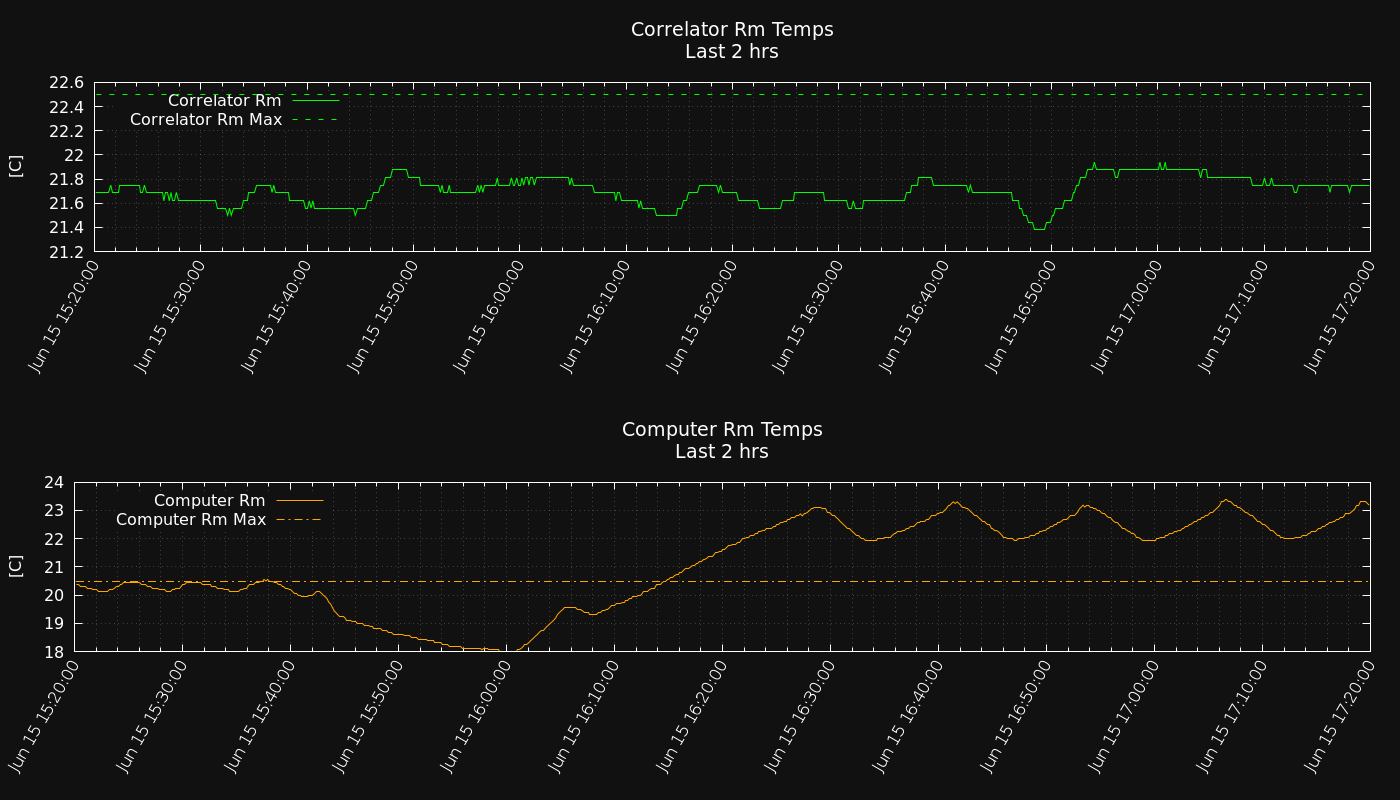 Correlator Rm Temps
Last 2 hrs
22.6
22.4
22.2
22
21.8
21.6
21.4
21.2
[C]
Correlator Rm
Correlator Rm Max
Jun 15 15:20:00
Jun 15 15:30:00
Jun 15 15:40:00
Jun 15 15:50:00
Jun 15 16:00:00
Jun 15 16:10:00
Jun 15 16:20:00
Jun 15 16:30:00
Jun 15 16:40:00
Jun 15 16:50:00
Jun 15 17:00:00
Jun 15 17:10:00
Jun 15 17:20:00
Computer Rm Temps
Last 2 hrs
24
23
22
21
20
19
18
[C]
Computer Rm
Computer Rm Max
Jun 15 15:20:00
Jun 15 15:30:00
Jun 15 15:40:00
Jun 15 15:50:00
Jun 15 16:00:00
Jun 15 16:10:00
Jun 15 16:20:00
Jun 15 16:30:00
Jun 15 16:40:00
Jun 15 16:50:00
Jun 15 17:00:00
Jun 15 17:10:00
Jun 15 17:20:00